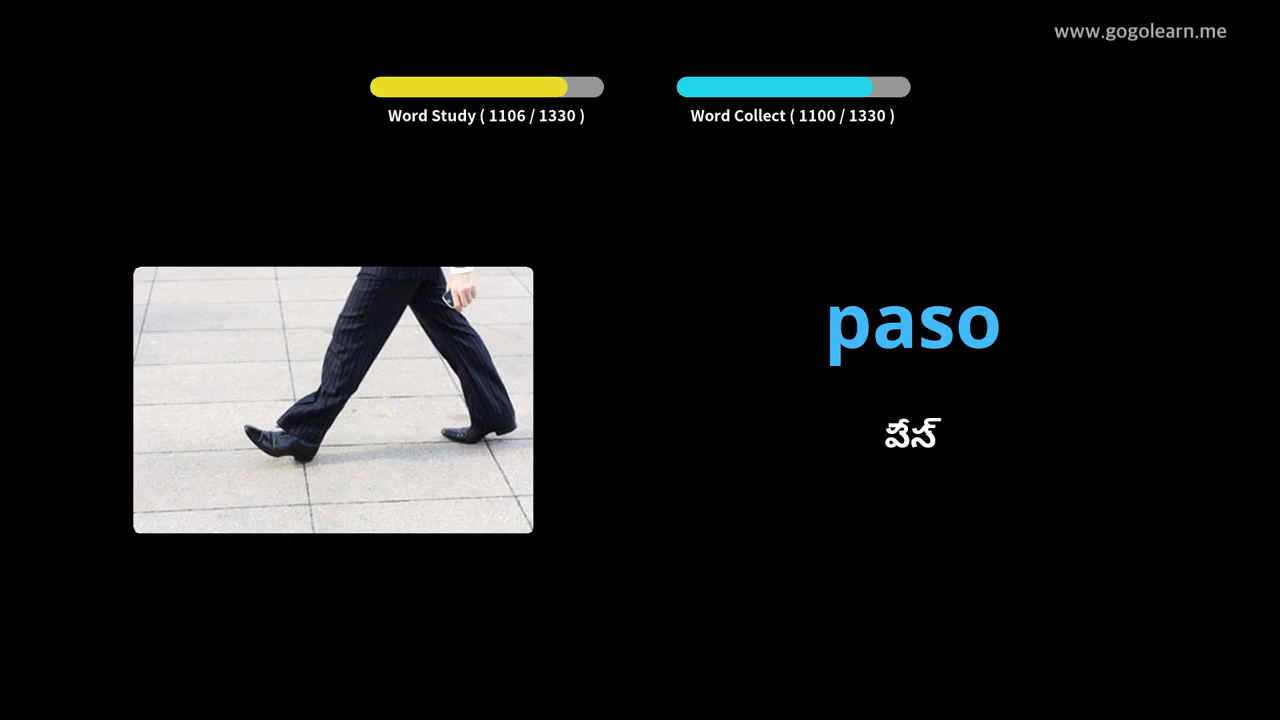 www.gogolearn.me
Word Study ( 1106 / 1330 )
Word Collect ( 1100 / 1330 )
paso
పేస్